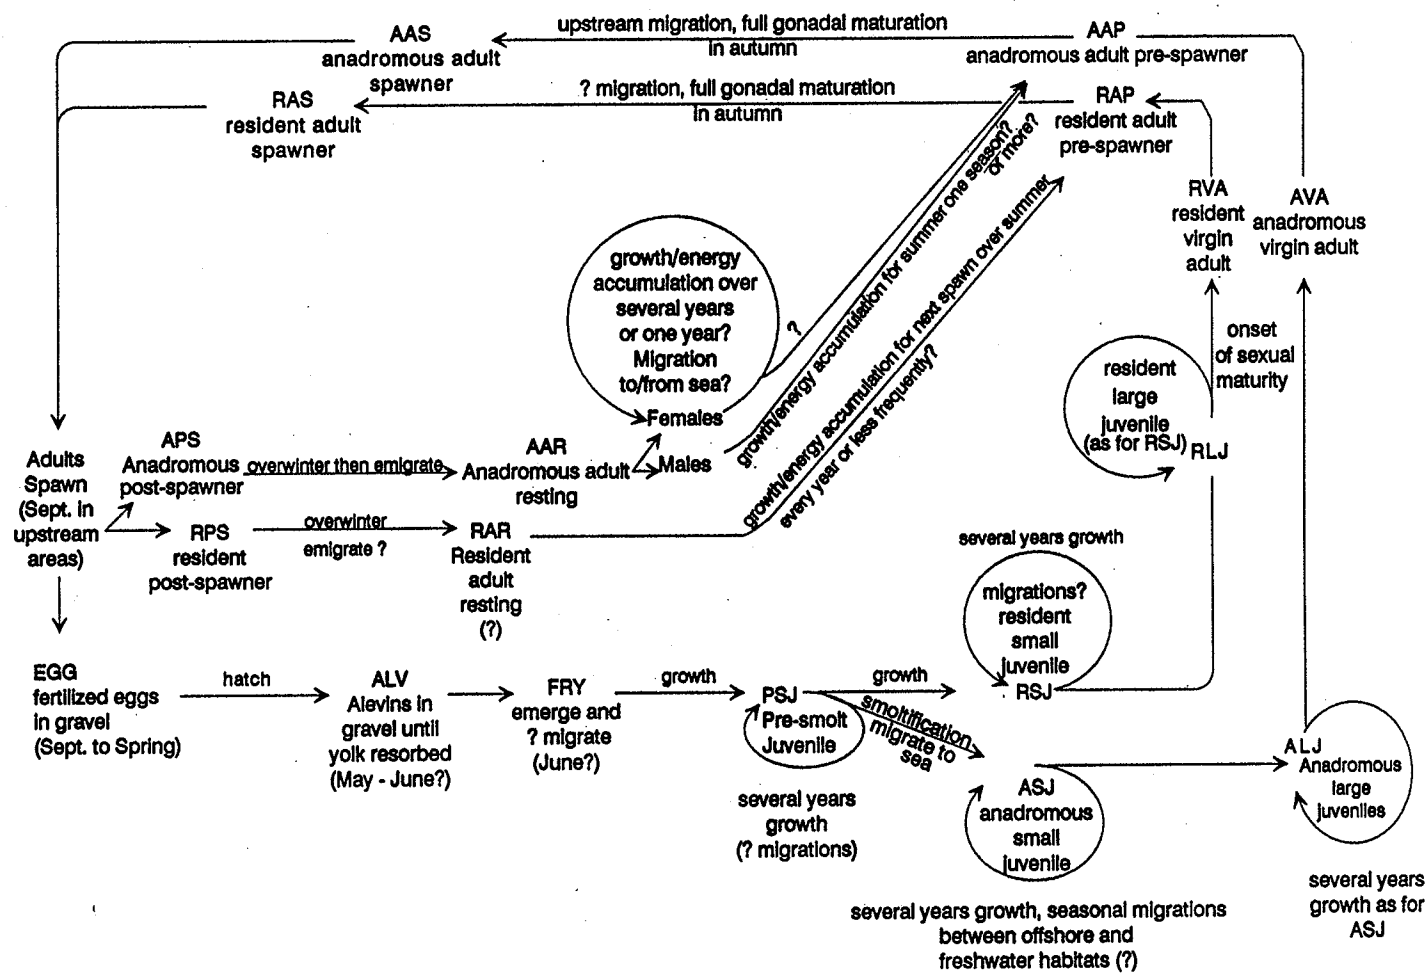 upstream migration, full gonadal maturation
in autumn
AAS
anadromous adult
spawner
AAP
anadromous adult pre-spawner
? migration, full gonadal maturation
in autumn
RAS
resident adult
spawner
RAP
resident adult
pre-spawner
RVA
resident
virgin
adult
AVA
anadromous
virgin adult
growth/energy
accumulation over
several years
or one year?
Migration
to/from sea?
?
growth/energy accumulation for summer one season?
or more?
growth/energy accumulation for next spawn over summer
every year or less frequently?
onset
of sexual
maturity
resident
large
juvenile
(as for RSJ)
RLJ
Females
Males
Adults
Spawn
(Sept. in
upstream
areas)
APS
Anadromous
post-spawner
overwinter then emigrate
AAR
Anadromous adult
resting
RPS
resident
post-spawner
overwinter
emigrate ?
RAR
Resident
adult
resting
(?)
several years growth
migrations?
resident
small
juvenile
RSJ
EGG
fertilized eggs
in gravel
(Sept. to Spring)
hatch
ALV
Alevins in
gravel until
yolk resorbed
(May - June?)
FRY
emerge and
? migrate
(June?)
growth
PSJ
Pre-smolt
Juvenile
several years
growth
(? migrations)
growth
smoltification
migrate to
sea
ASJ
anadromous
small
juvenile
several years growth, seasonal migrations
between offshore and
freshwater habitats (?)
ALJ
Anadromous
large
juveniles
several years
growth as for
ASJ